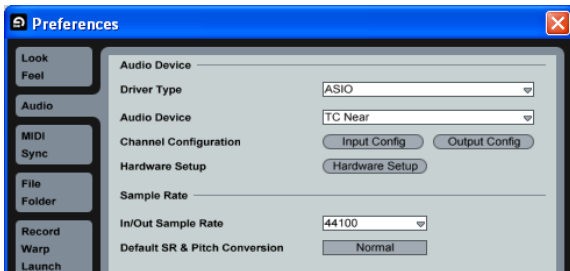 Preferences
Look
Feel
Audio
MIDI
Sync
File
Folder
Record
Warp
Launch
Audio Device
Driver Type ASIO
Audio Device TC Near
Channel Configuration Input Config Output Config
Hardware Setup Hardware Setup
Sample Rate
In/Out Sample Rate 44100
Default SR & Pitch Conversion Normal